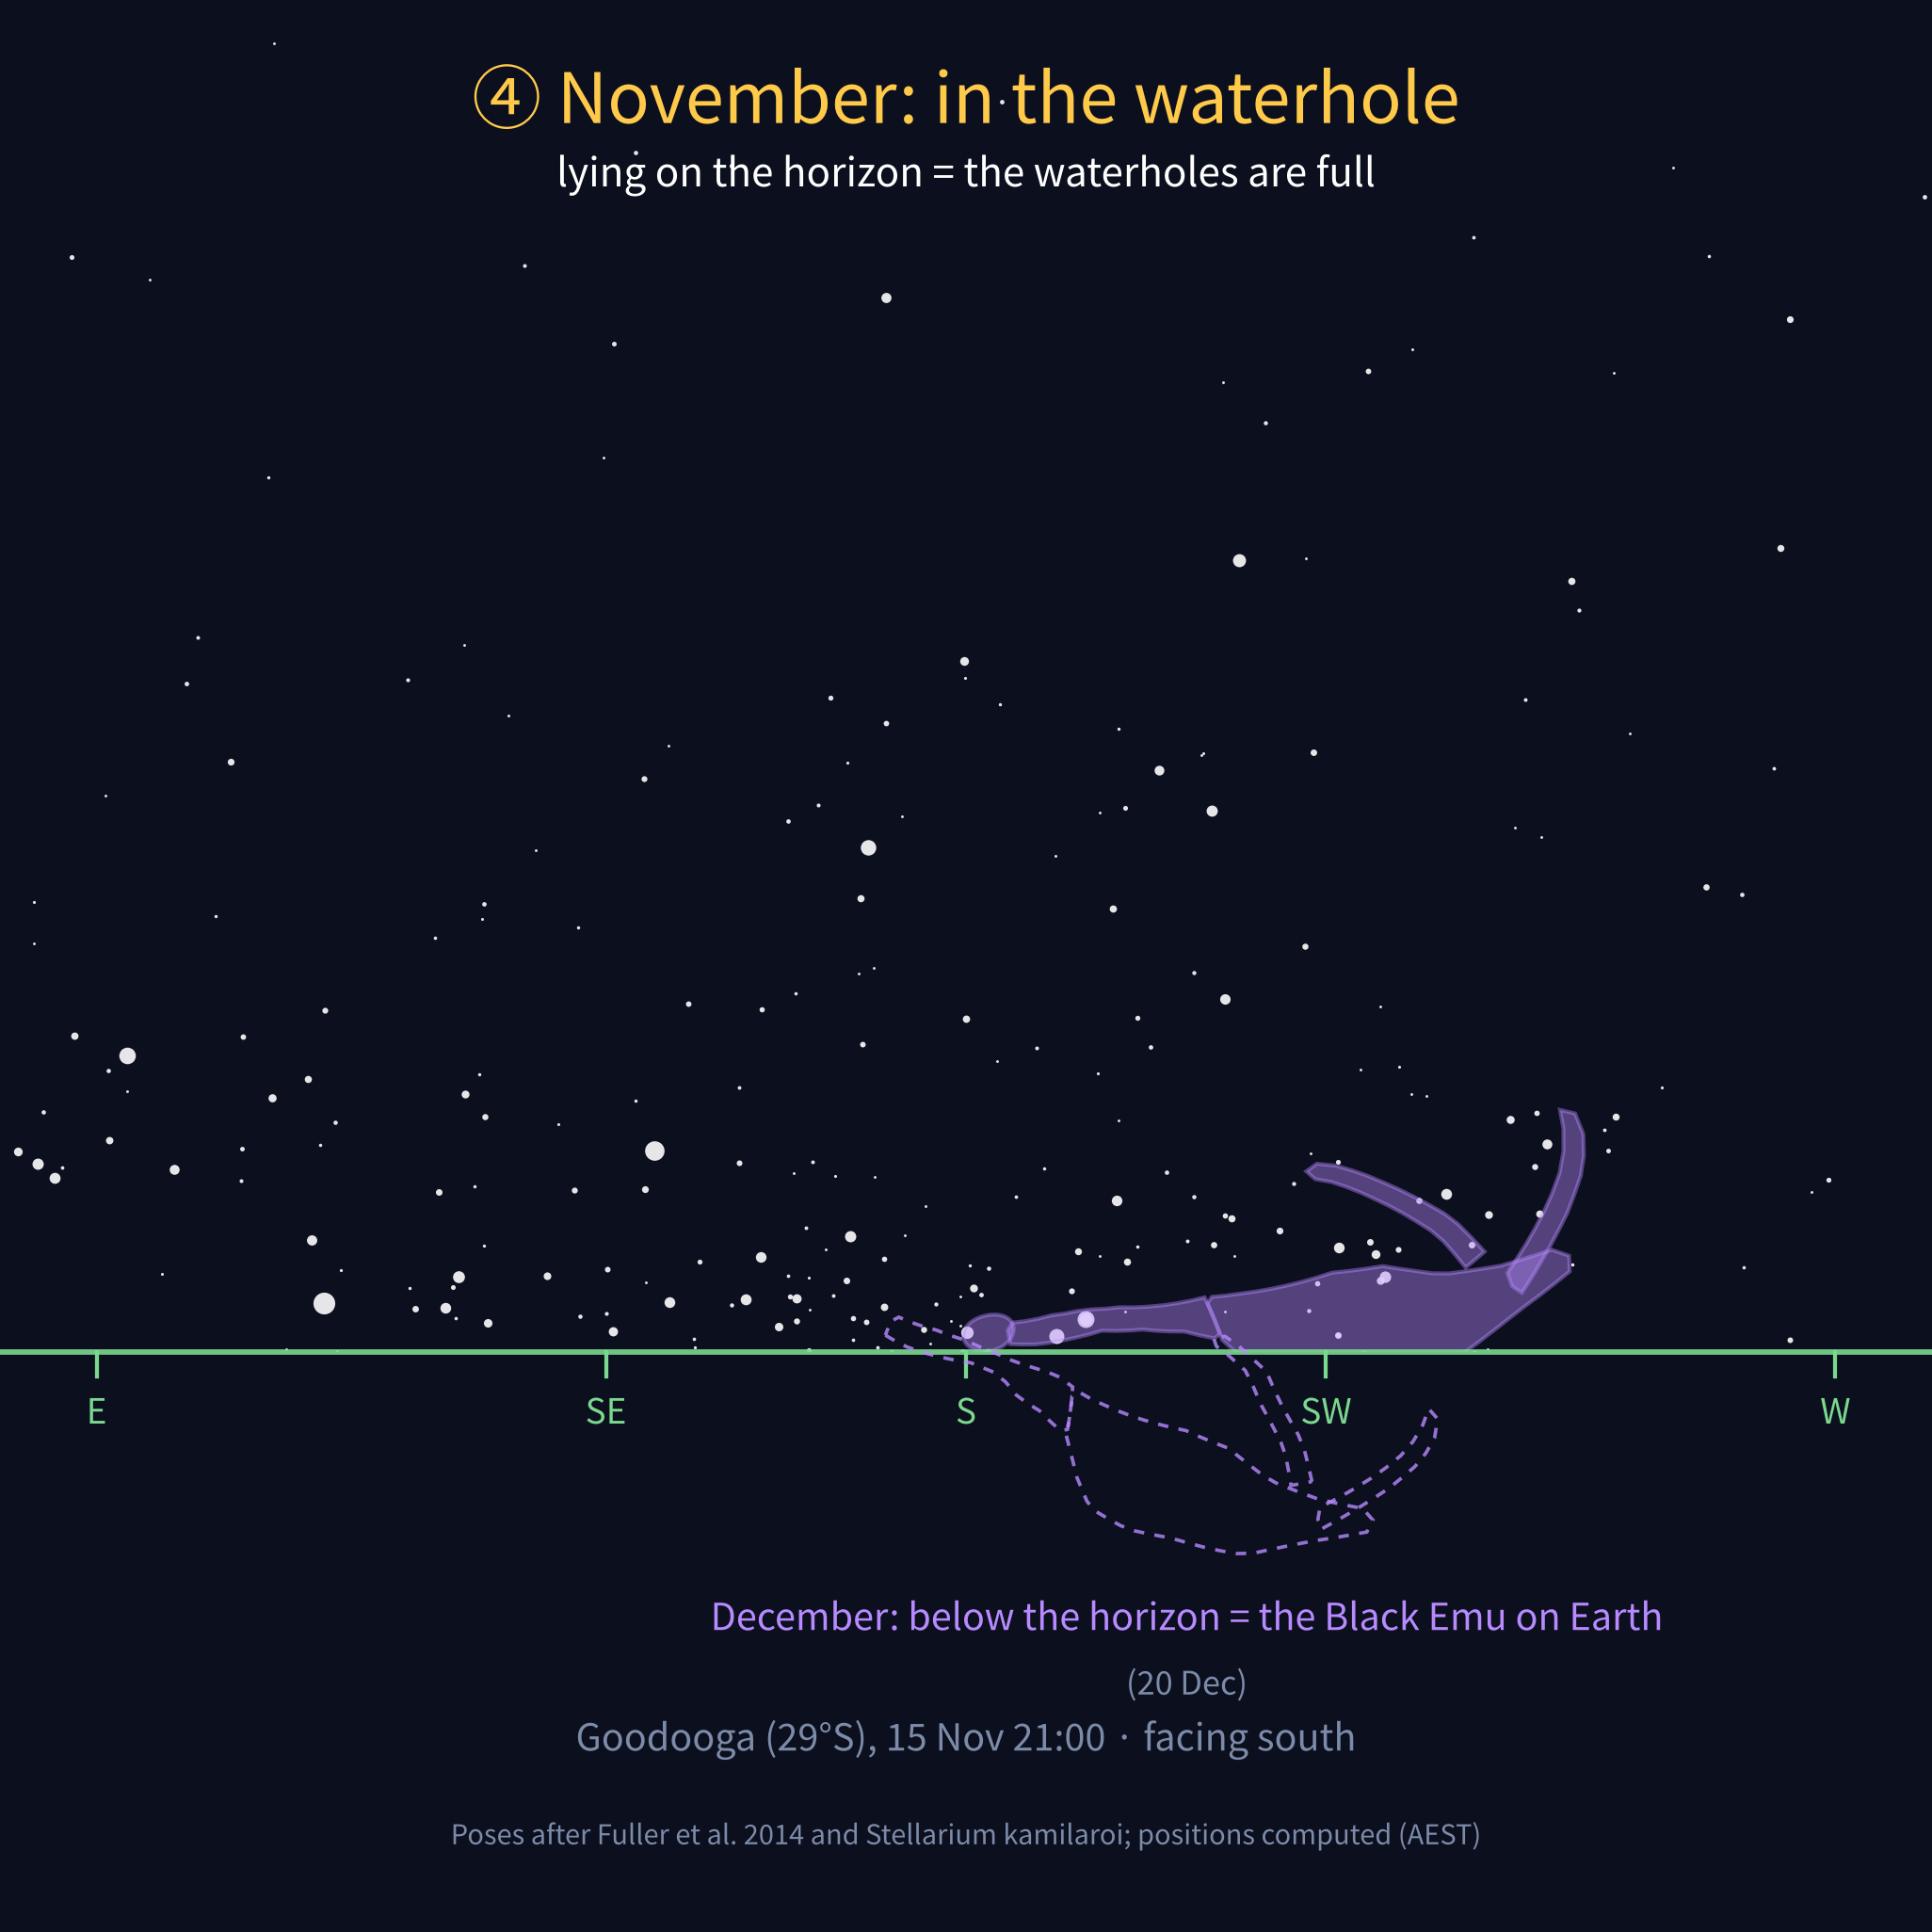 ④ November: in the waterhole
lying on the horizon = the waterholes are full
E SE S SW W
December: below the horizon = the Black Emu on Earth
(20 Dec)
Goodooga (29°S), 15 Nov 21:00 · facing south
Poses after Fuller et al. 2014 and Stellarium kamilaroi; positions computed (AEST)